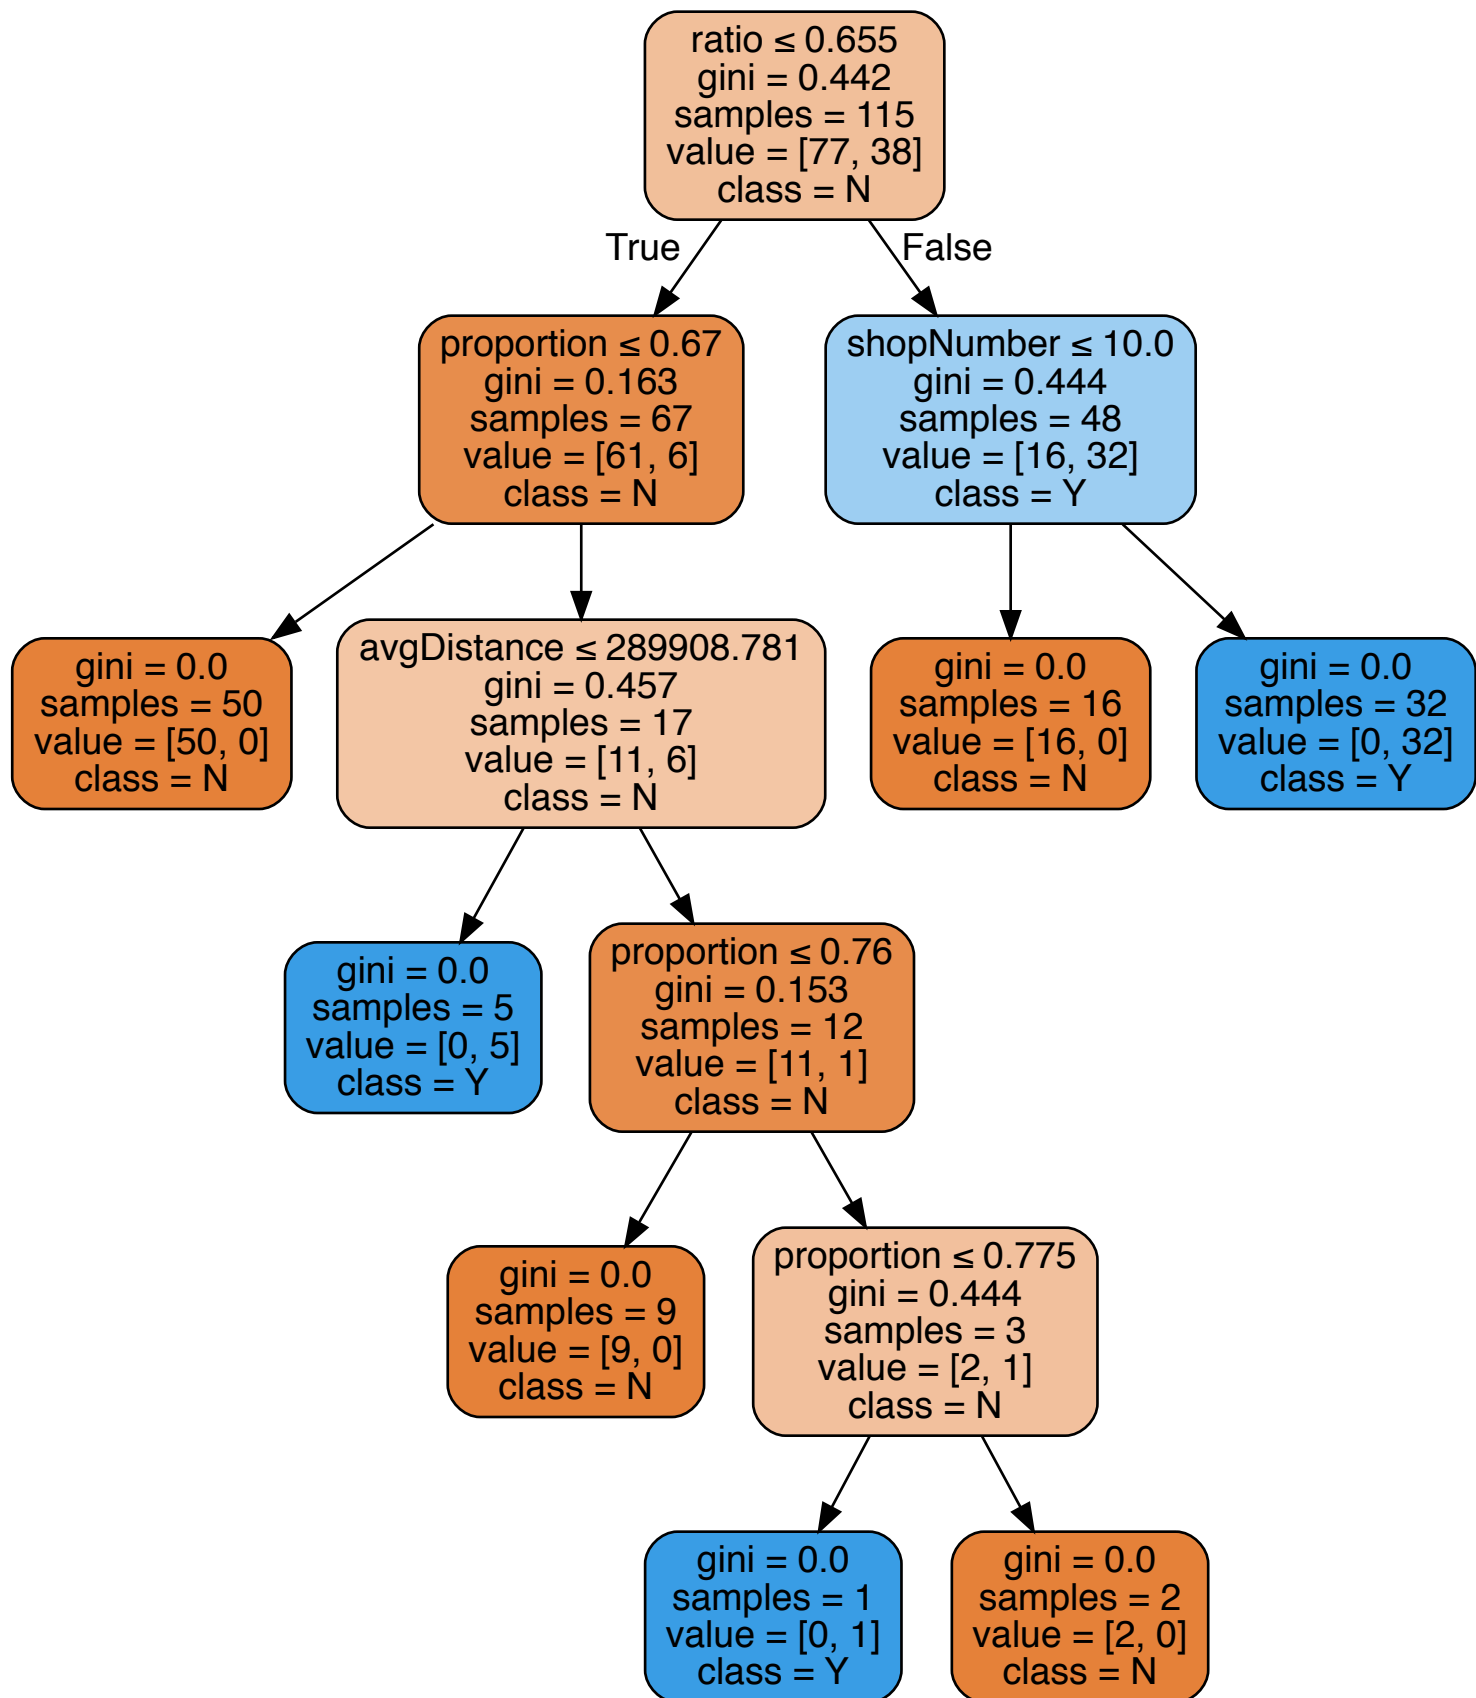 ratio ≤ 0.655
gini = 0.442
samples = 115
value = [77, 38]
class = N
True
False
proportion ≤ 0.67
gini = 0.163
samples = 67
value = [61, 6]
class = N
shopNumber ≤ 10.0
gini = 0.444
samples = 48
value = [16, 32]
class = Y
gini = 0.0
samples = 50
value = [50, 0]
class = N
avgDistance ≤ 289908.781
gini = 0.457
samples = 17
value = [11, 6]
class = N
gini = 0.0
samples = 16
value = [16, 0]
class = N
gini = 0.0
samples = 32
value = [0, 32]
class = Y
gini = 0.0
samples = 5
value = [0, 5]
class = Y
proportion ≤ 0.76
gini = 0.153
samples = 12
value = [11, 1]
class = N
gini = 0.0
samples = 9
value = [9, 0]
class = N
proportion ≤ 0.775
gini = 0.444
samples = 3
value = [2, 1]
class = N
gini = 0.0
samples = 1
value = [0, 1]
class = Y
gini = 0.0
samples = 2
value = [2, 0]
class = N